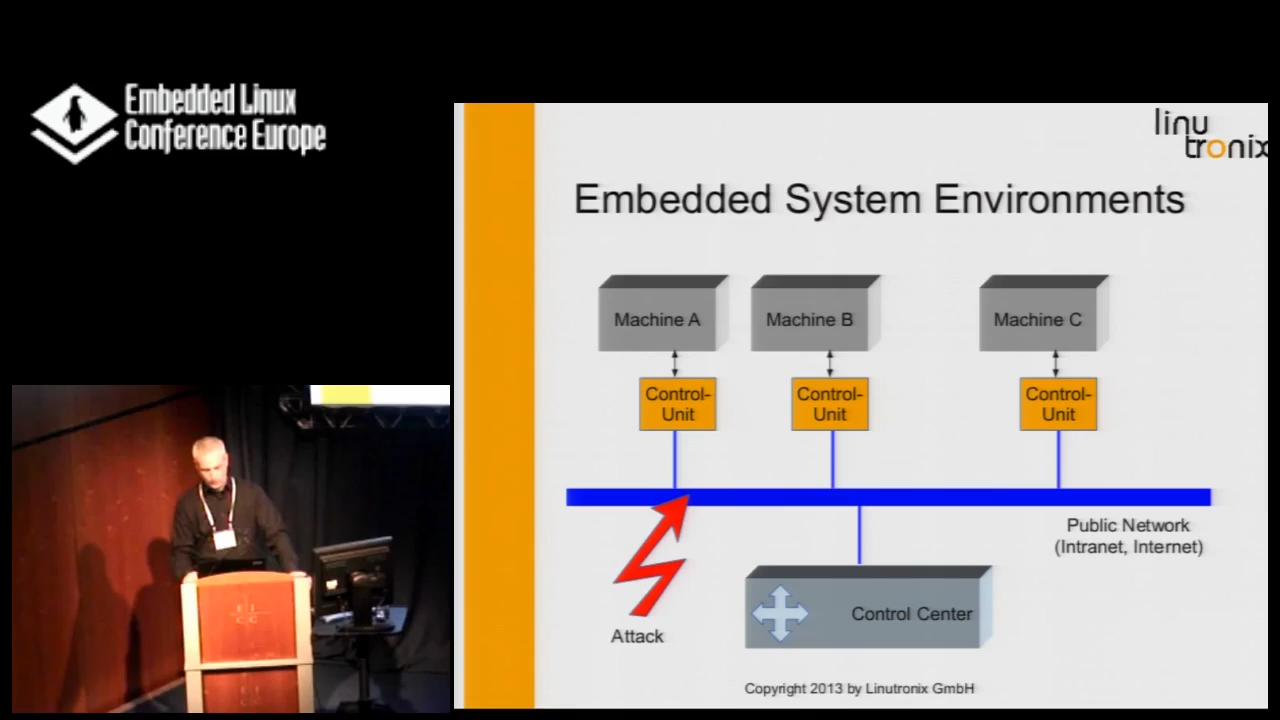 Embedded Linux
Conference Europe
linu
tronix
Embedded System Environments
Machine A
Machine B
Machine C
Control-
Unit
Control-
Unit
Control-
Unit
Public Network
(Intranet, Internet)
Control Center
Attack
Copyright 2013 by Linutronix GmbH